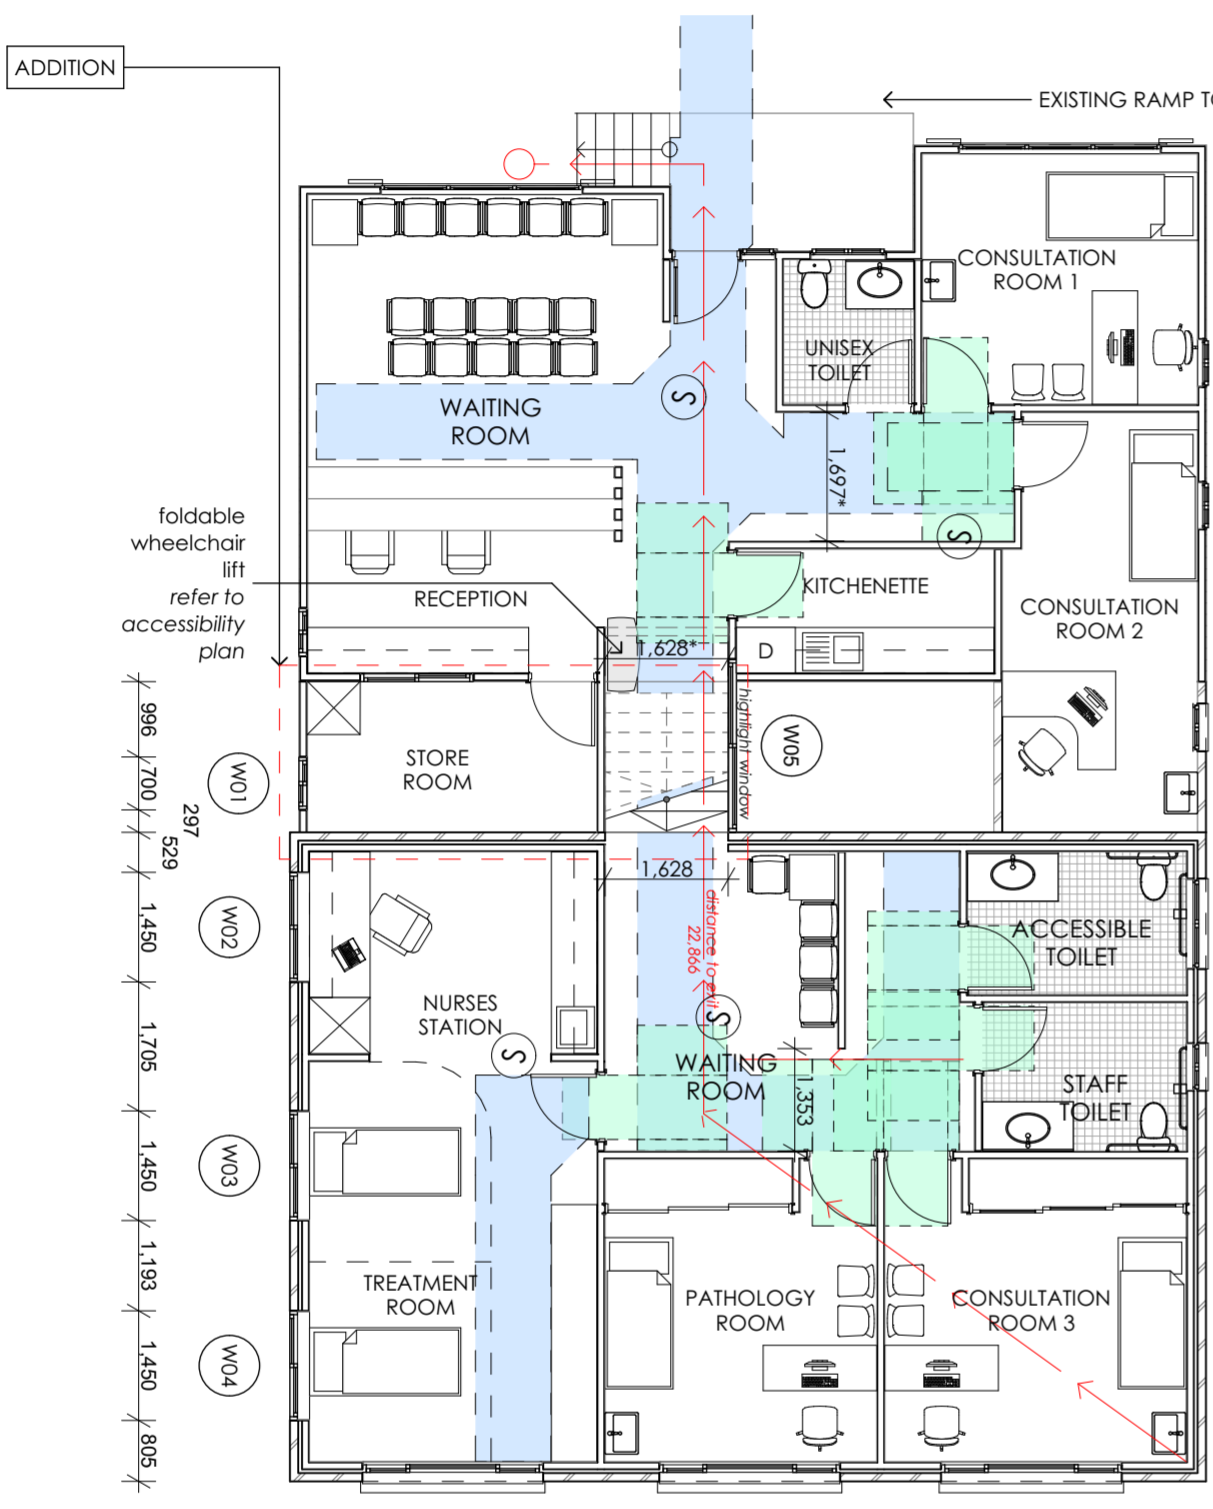 ADDITION
EXISTING RAMP TO
CONSULTATION
ROOM 1
UNISEX
TOILET
WAITING
ROOM
S
1,697*
S
foldable
wheelchair
lift
refer to
accessibility
plan
RECEPTION
KITCHENETTE
CONSULTATION
ROOM 2
1,628*
D
highlight window
W05
STORE
ROOM
996
700
297
529
1,450
1,705
1,450
1,193
1,450
805
W01
W02
W03
W04
1,628
distance to exit
22,866
S
NURSES
STATION
S
WAITING
ROOM
1,353
ACCESSIBLE
TOILET
STAFF
TOILET
TREATMENT
ROOM
PATHOLOGY
ROOM
CONSULTATION
ROOM 3